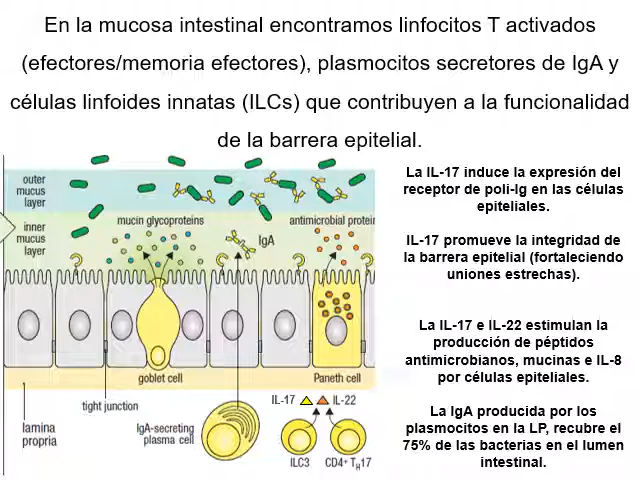 En la mucosa intestinal encontramos linfocitos T activados
(efectores/memoria efectores), plasmocitos secretores de IgA y
células linfoides innatas (ILCs) que contribuyen a la funcionalidad
de la barrera epitelial.
outer
mucus
layer
inner
mucus
layer
mucin glycoproteins
IgA
antimicrobial protein
goblet cell
Paneth cell
tight junction
lamina
propria
IgA-secreting
plasma cell
IL-17
IL-22
ILC3
CD4+ TH17
La IL-17 induce la expresión del
receptor de poli-Ig en las células
epiteliales.
IL-17 promueve la integridad de
la barrera epitelial (fortaleciendo
uniones estrechas).
La IL-17 e IL-22 estimulan la
producción de péptidos
antimicrobianos, mucinas e IL-8
por células epiteliales.
La IgA producida por los
plasmocitos en la LP, recubre el
75% de las bacterias en el lumen
intestinal.